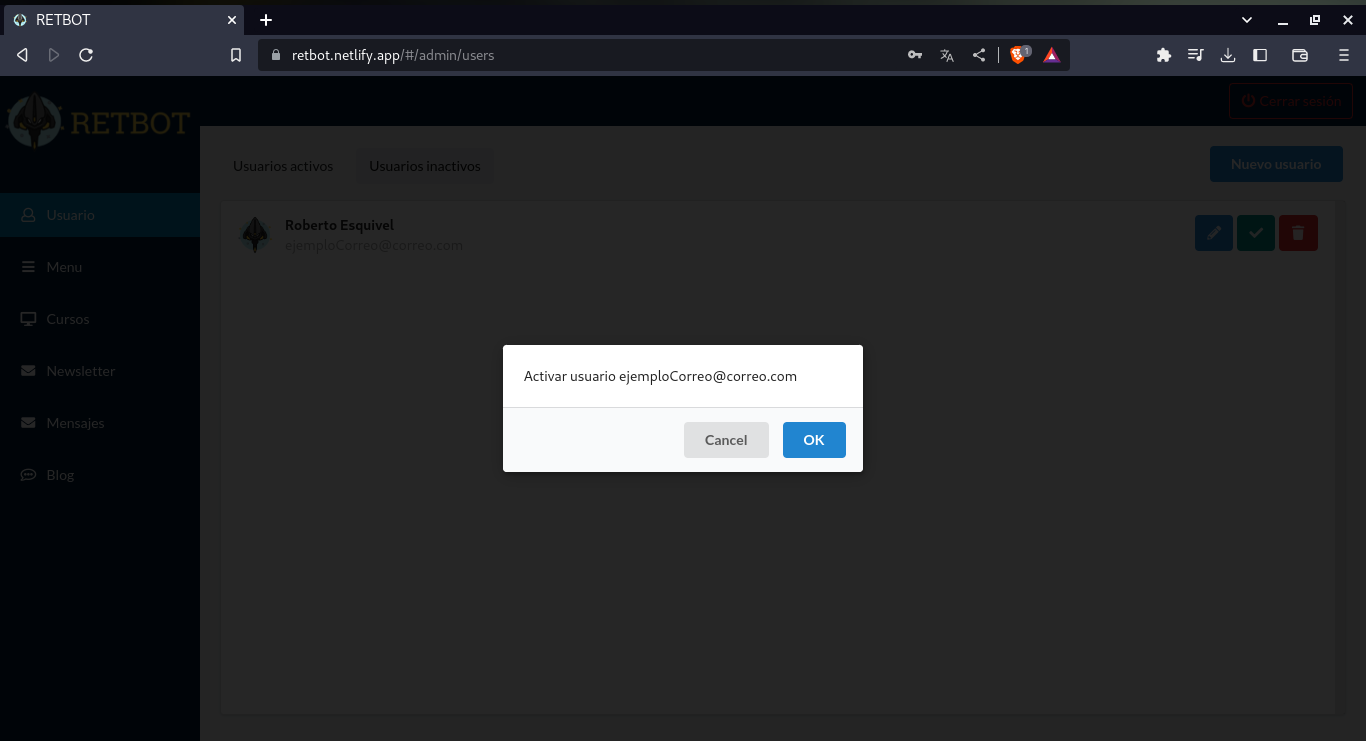 RETBOT
retbot.netlify.app/#/admin/users
1
RETBOT
Cerrar sesión
Usuarios activos
Usuarios inactivos
Nuevo usuario
Usuario
Menu
Cursos
Newsletter
Mensajes
Blog
Roberto Esquivel
ejemploCorreo@correo.com
Activar usuario ejemploCorreo@correo.com
Cancel
OK